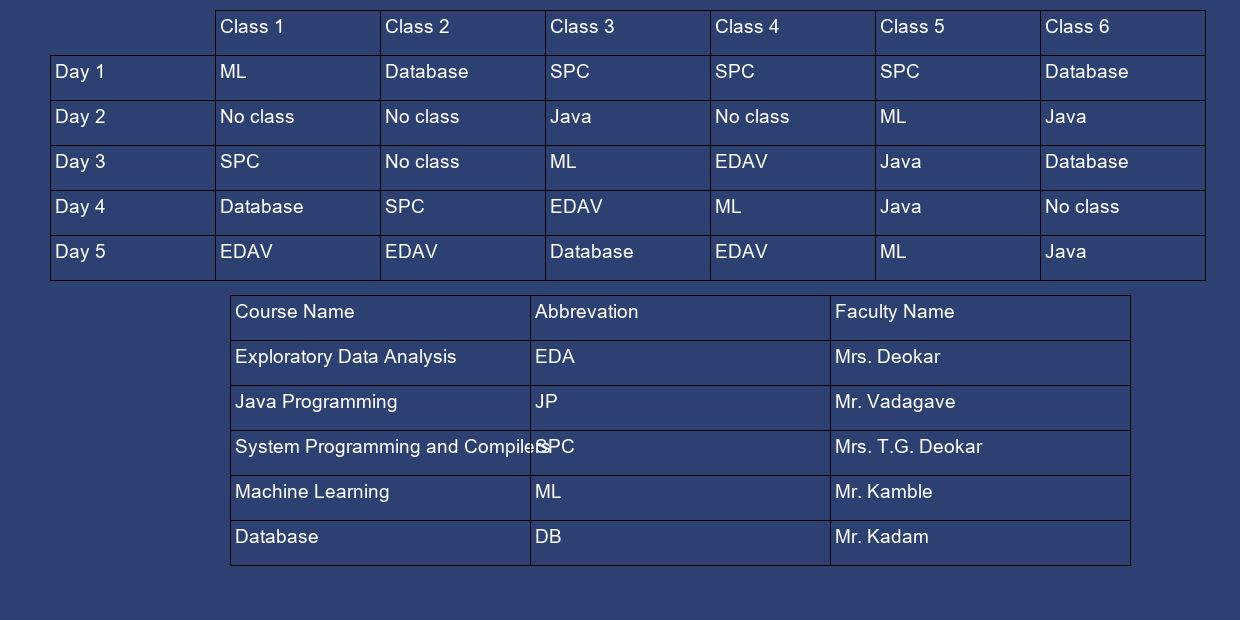 Class 1 Class 2 Class 3 Class 4 Class 5 Class 6
Day 1 ML Database SPC SPC SPC Database
Day 2 No class No class Java No class ML Java
Day 3 SPC No class ML EDAV Java Database
Day 4 Database SPC EDAV ML Java No class
Day 5 EDAV EDAV Database EDAV ML Java
Course Name Abbrevation Faculty Name
Exploratory Data Analysis EDA Mrs. Deokar
Java Programming JP Mr. Vadagave
System Programming and Compilers SPC Mrs. T.G. Deokar
Machine Learning ML Mr. Kamble
Database DB Mr. Kadam